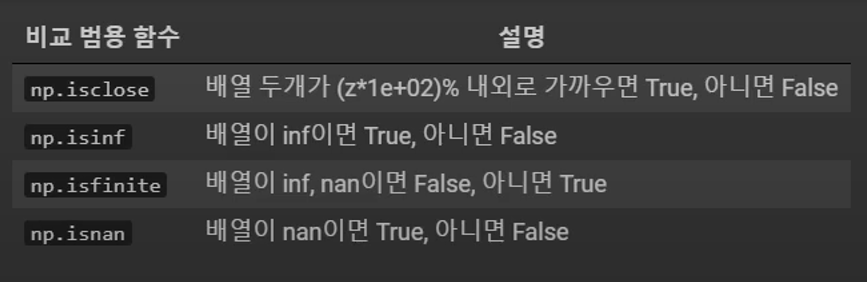 비교 범용 함수 설명
np.isclose 배열 두개가 (z*1e+02)% 내외로 가까우면 True, 아니면 False
np.isinf 배열이 inf이면 True, 아니면 False
np.isfinite 배열이 inf, nan이면 False, 아니면 True
np.isnan 배열이 nan이면 True, 아니면 False